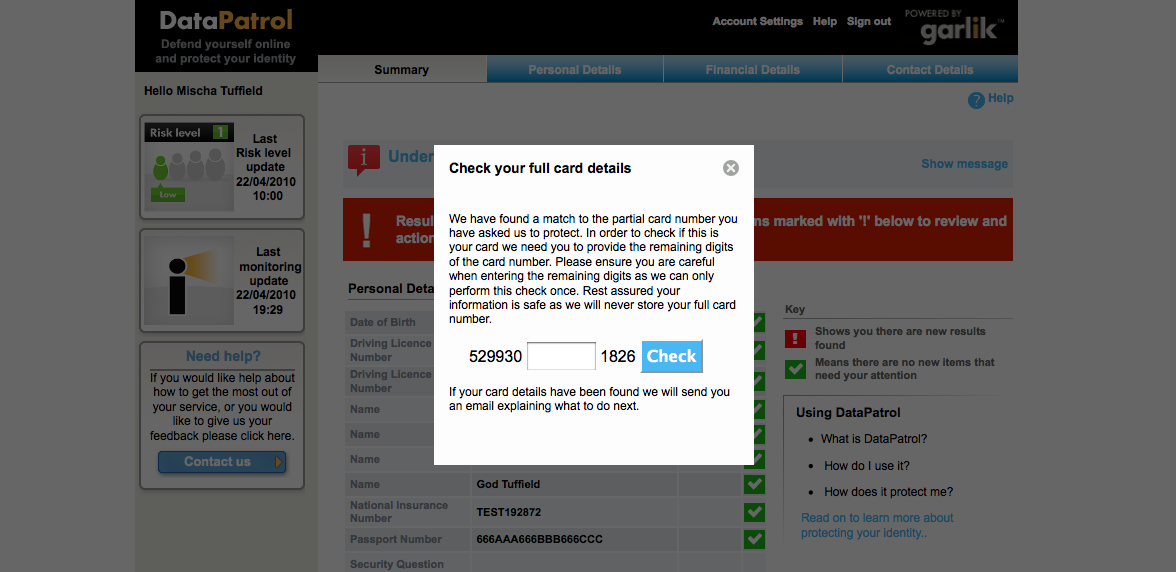 DataPatrol
Defend yourself online
and protect your identity
Account Settings Help Sign out
POWERED BY
garlik™
Summary
Personal Details
Financial Details
Contact Details
Hello Mischa Tuffield
? Help
Risk level 1
Low
Last
Risk level
update
22/04/2010
10:00
Last
monitoring
update
22/04/2010
19:29
Need help?
If you would like help about
how to get the most out of
your service, or you would
like to give us your
feedback please click here.
Contact us
i
Under
Show message
!
Resul
ns marked with '!' below to review and
action
Check your full card details
We have found a match to the partial card number you
have asked us to protect. In order to check if this is
your card we need you to provide the remaining digits
of the card number. Please ensure you are careful
when entering the remaining digits as we can only
perform this check once. Rest assured your
information is safe as we will never store your full card
number.
529930 1826 Check
If your card details have been found we will send you
an email explaining what to do next.
Personal Deta
Date of Birth
Driving Licence
Number
Driving Licence
Number
Name
Name
Name
Name God Tuffield
National Insurance
Number TEST192872
Passport Number 666AAA666BBB666CCC
Security Question
Key
! Shows you there are new results
found
Means there are no new items that
need your attention
Using DataPatrol
• What is DataPatrol?
• How do I use it?
• How does it protect me?
Read on to learn more about
protecting your identity..